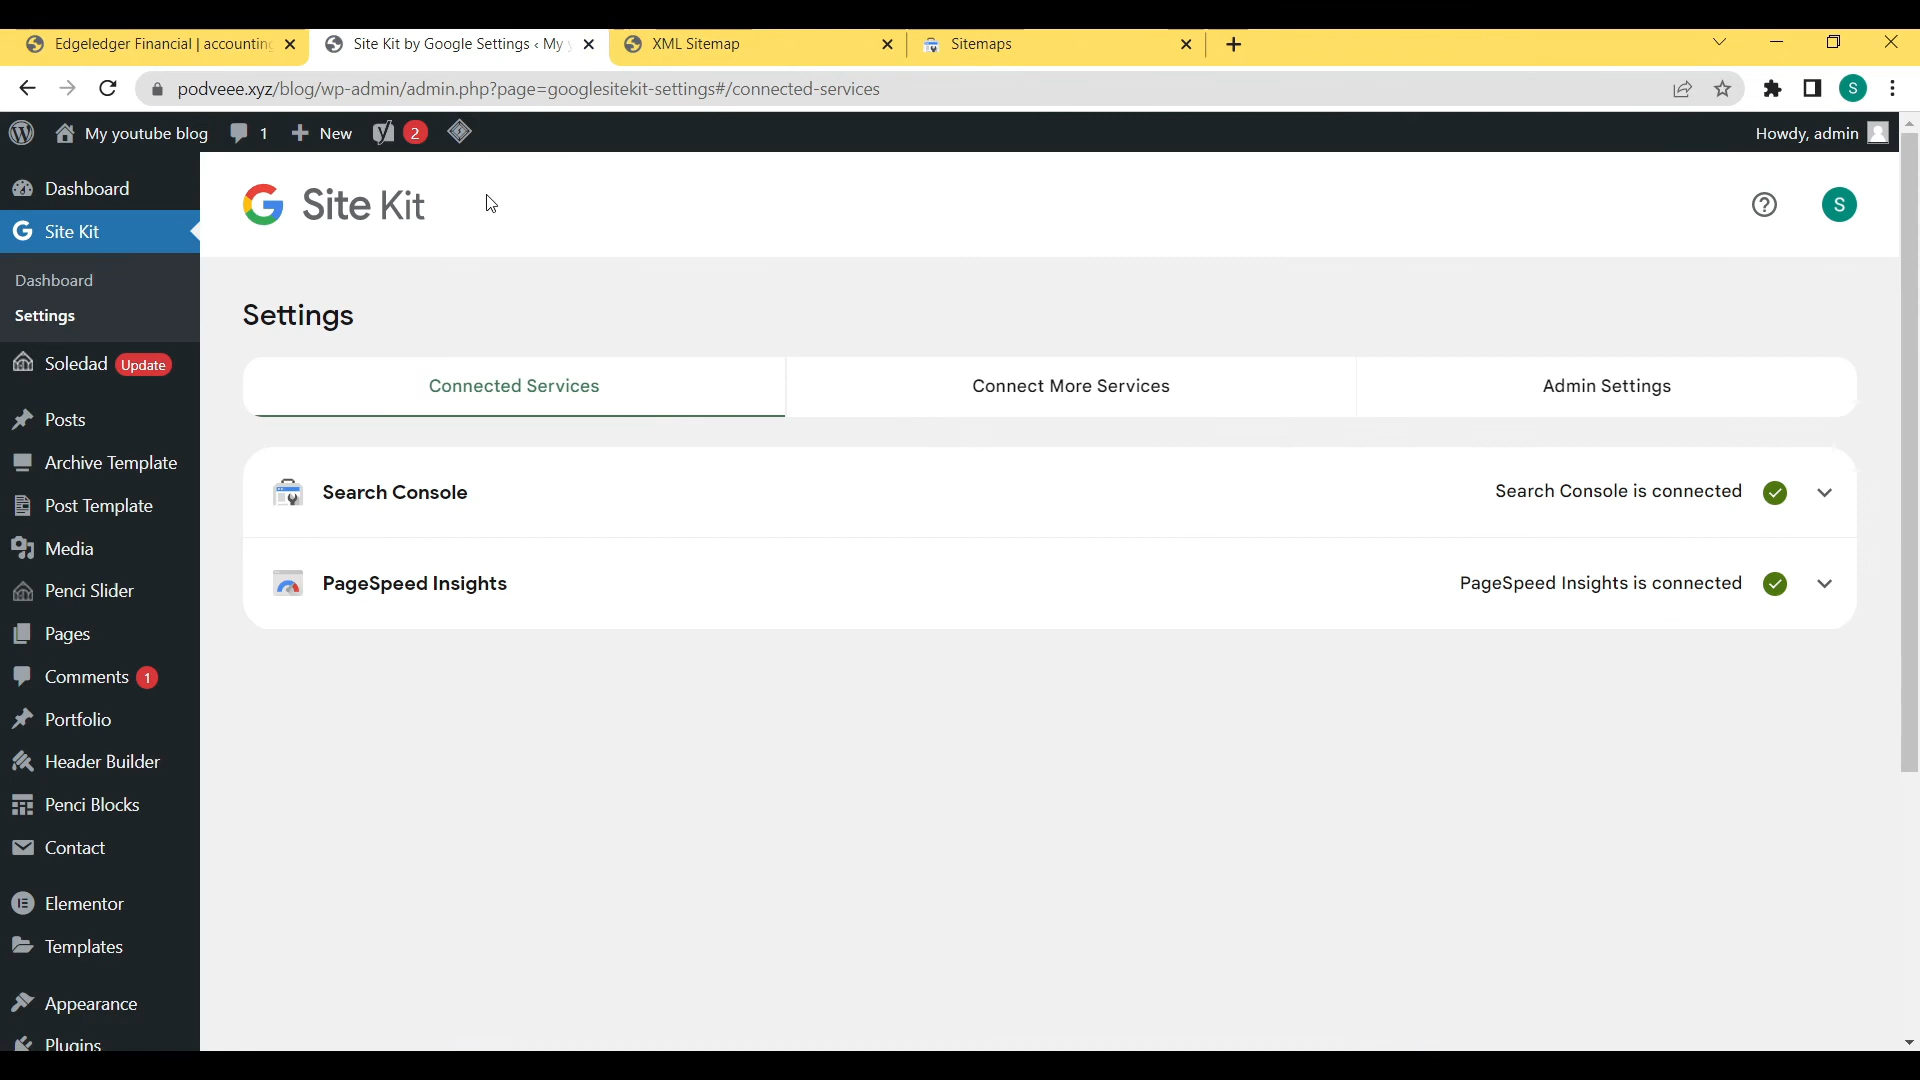 Edgeledger Financial | accounting
Site Kit by Google Settings ‹ My y
XML Sitemap
Sitemaps
podveee.xyz/blog/wp-admin/admin.php?page=googlesitekit-settings#/connected-services
S
My youtube blog
1
New
2
Howdy, admin
Dashboard
Site Kit
Dashboard
Settings
Soledad Update
Posts
Archive Template
Post Template
Media
Penci Slider
Pages
Comments 1
Portfolio
Header Builder
Penci Blocks
Contact
Elementor
Templates
Appearance
Plugins
Site Kit
S
Settings
Connected Services
Connect More Services
Admin Settings
Search Console
Search Console is connected
PageSpeed Insights
PageSpeed Insights is connected